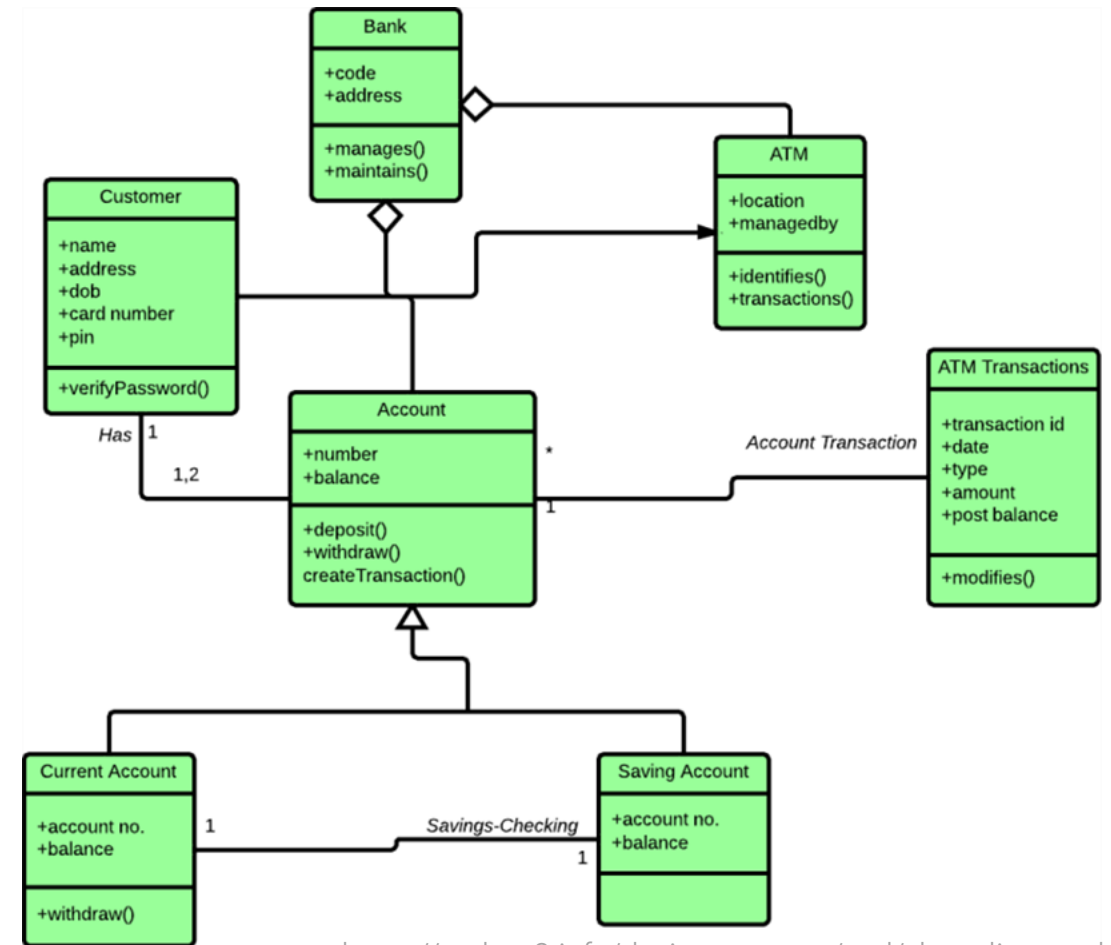 Bank
+code
+address
+manages()
+maintains()
ATM
+location
+managedby
+identifies()
+transactions()
Customer
+name
+address
+dob
+card number
+pin
+verifyPassword()
Has
1
1,2
Account
+number
+balance
+deposit()
+withdraw()
createTransaction()
*
1
Account Transaction
ATM Transactions
+transaction id
+date
+type
+amount
+post balance
+modifies()
Current Account
+account no.
+balance
+withdraw()
1
Savings-Checking
1
Saving Account
+account no.
+balance